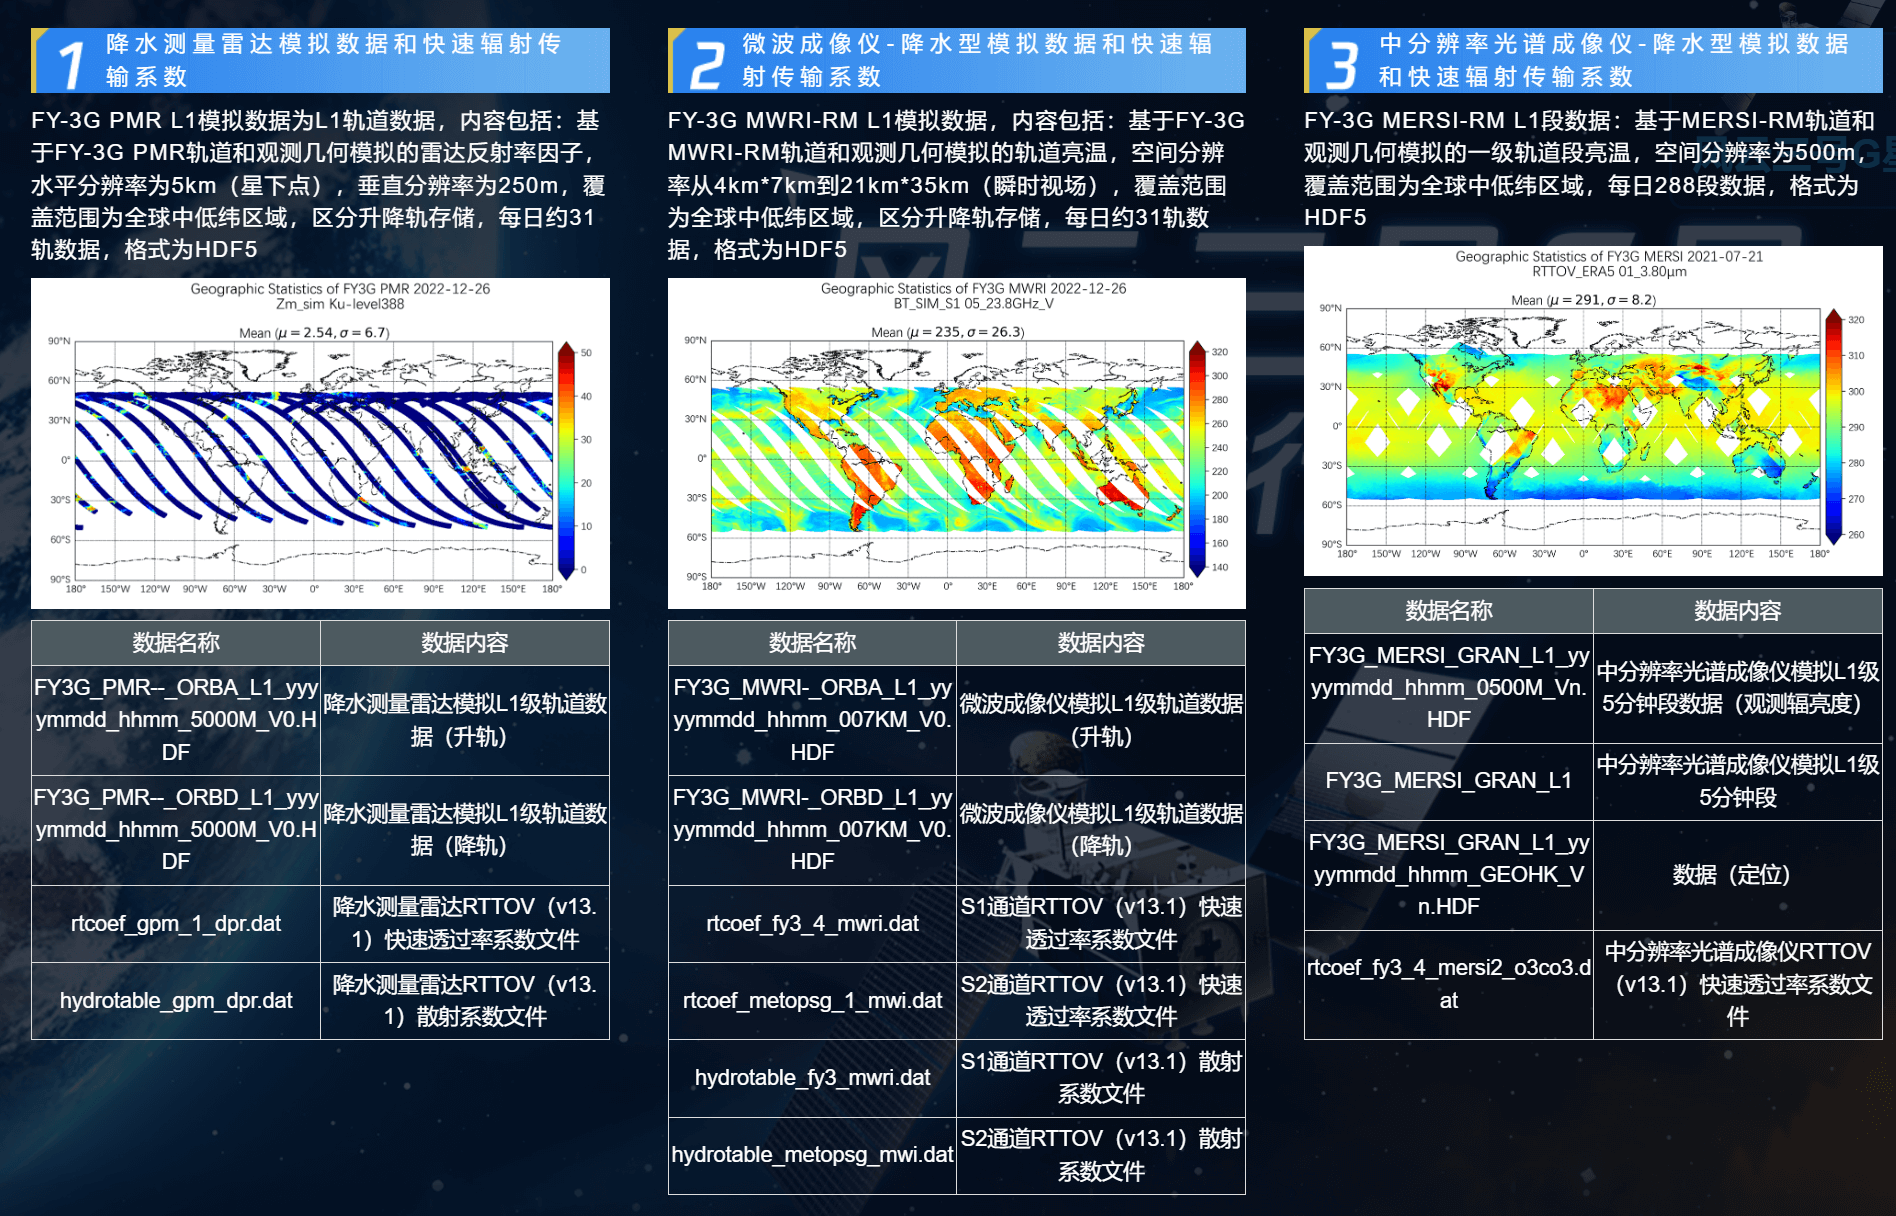 1
降水测量雷达模拟数据和快速辐射传
输系数
FY-3G PMR L1模拟数据为L1轨道数据，内容包括：基
于FY-3G PMR轨道和观测几何模拟的雷达反射率因子，
水平分辨率为5km（星下点），垂直分辨率为250m，覆
盖范围为全球中低纬区域，区分升降轨存储，每日约31
轨数据，格式为HDF5
Geographic Statistics of FY3G PMR 2022-12-26
Zm_sim Ku-level388
Mean (μ = 2.54, σ = 6.7)
90°N
60°N
30°N
0°
30°S
60°S
90°S
180° 150°W 120°W 90°W 60°W 30°W 0° 30°E 60°E 90°E 120°E 150°E 180°
50
40
30
20
10
0
数据名称 数据内容
FY3G_PMR--_ORBA_L1_yyy
ymmdd_hhmm_5000M_V0.H
DF
降水测量雷达模拟L1级轨道数
据（升轨）
FY3G_PMR--_ORBD_L1_yyy
ymmdd_hhmm_5000M_V0.H
DF
降水测量雷达模拟L1级轨道数
据（降轨）
rtcoef_gpm_1_dpr.dat
降水测量雷达RTTOV（v13.
1）快速透过率系数文件
hydrotable_gpm_dpr.dat
降水测量雷达RTTOV（v13.
1）散射系数文件
2
微波成像仪-降水型模拟数据和快速辐
射传输系数
FY-3G MWRI-RM L1模拟数据，内容包括：基于FY-3G
MWRI-RM轨道和观测几何模拟的轨道亮温，空间分辨
率从4km*7km到21km*35km（瞬时视场），覆盖范围
为全球中低纬区域，区分升降轨存储，每日约31轨数
据，格式为HDF5
Geographic Statistics of FY3G MWRI 2022-12-26
BT_SIM_S1 05_23.8GHz_V
Mean (μ = 235, σ = 26.3)
90°N
60°N
30°N
0°
30°S
60°S
90°S
180° 150°W 120°W 90°W 60°W 30°W 0° 30°E 60°E 90°E 120°E 150°E 180°
320
300
280
260
240
220
200
180
160
140
数据名称 数据内容
FY3G_MWRI-_ORBA_L1_yy
yymmdd_hhmm_007KM_V0.
HDF
微波成像仪模拟L1级轨道数据
（升轨）
FY3G_MWRI-_ORBD_L1_yy
yymmdd_hhmm_007KM_V0.
HDF
微波成像仪模拟L1级轨道数据
（降轨）
rtcoef_fy3_4_mwri.dat
S1通道RTTOV（v13.1）快速
透过率系数文件
rtcoef_metopsg_1_mwi.dat
S2通道RTTOV（v13.1）快速
透过率系数文件
hydrotable_fy3_mwri.dat
S1通道RTTOV（v13.1）散射
系数文件
hydrotable_metopsg_mwi.dat
S2通道RTTOV（v13.1）散射
系数文件
3
中分辨率光谱成像仪-降水型模拟数据
和快速辐射传输系数
FY-3G MERSI-RM L1段数据：基于MERSI-RM轨道和
观测几何模拟的一级轨道段亮温，空间分辨率为500m，
覆盖范围为全球中低纬区域，每日288段数据，格式为
HDF5
Geographic Statistics of FY3G MERSI 2021-07-21
RTTOV_ERA5 01_3.80μm
Mean (μ = 291, σ = 8.2)
90°N
60°N
30°N
0°
30°S
60°S
90°S
180° 150°W 120°W 90°W 60°W 30°W 0° 30°E 60°E 90°E 120°E 150°E 180°
320
310
300
290
280
270
260
数据名称 数据内容
FY3G_MERSI_GRAN_L1_yy
yymmdd_hhmm_0500M_Vn.
HDF
中分辨率光谱成像仪模拟L1级
5分钟段数据（观测辐亮度）
FY3G_MERSI_GRAN_L1
中分辨率光谱成像仪模拟L1级
5分钟段
FY3G_MERSI_GRAN_L1_yy
yymmdd_hhmm_GEOHK_V
n.HDF
数据（定位）
rtcoef_fy3_4_mersi2_o3co3.d
at
中分辨率光谱成像仪RTTOV
（v13.1）快速透过率系数文
件